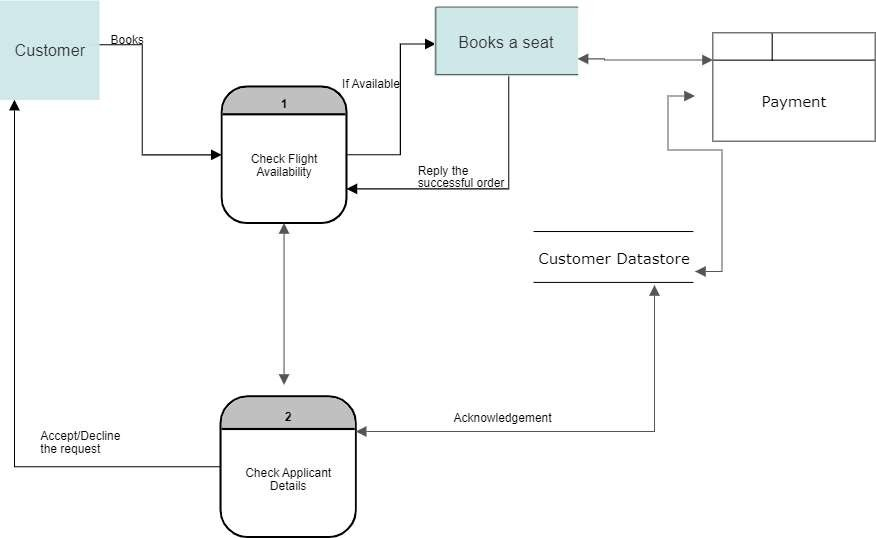 Customer
Books
Books a seat
If Available
1
Check Flight
Availability
Payment
Reply the
successful order
Customer Datastore
2
Acknowledgement
Accept/Decline
the request
Check Applicant
Details